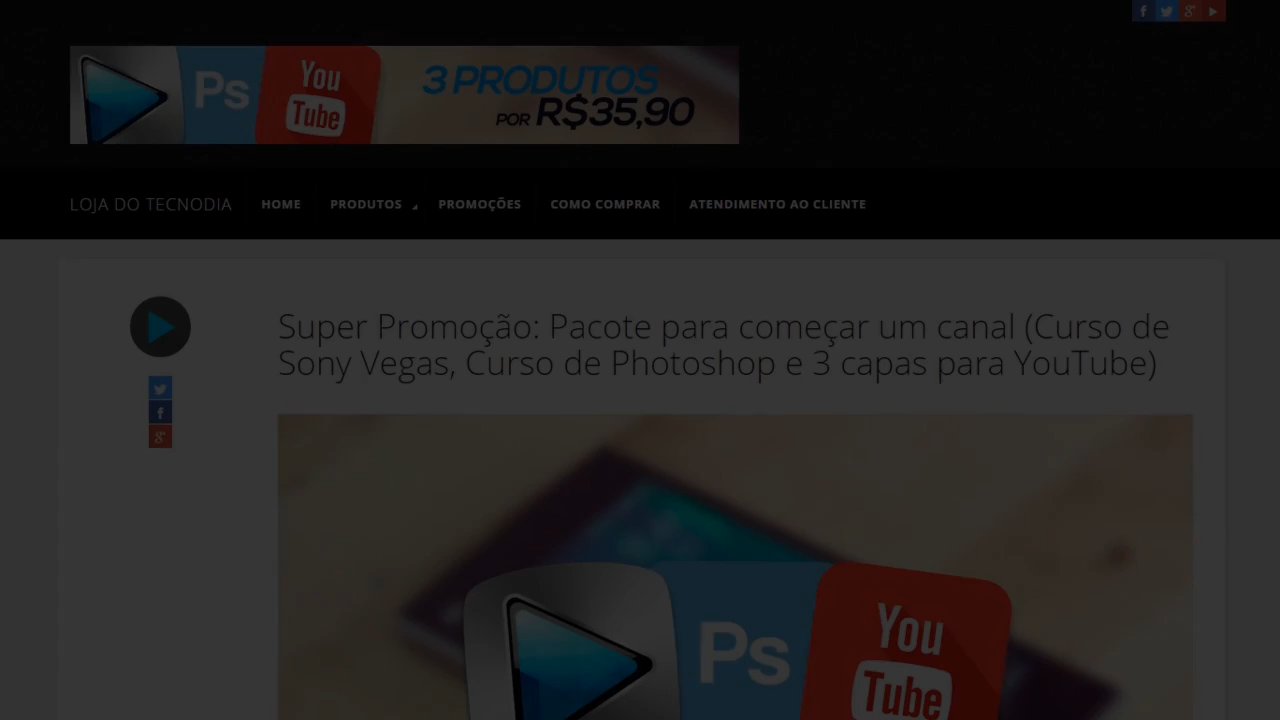 Ps
You
Tube
3 PRODUTOS
POR R$35,90
LOJA DO TECNODIA
HOME
PRODUTOS
PROMOÇÕES
COMO COMPRAR
ATENDIMENTO AO CLIENTE
Super Promoção: Pacote para começar um canal (Curso de
Sony Vegas, Curso de Photoshop e 3 capas para YouTube)
Ps
You
Tube